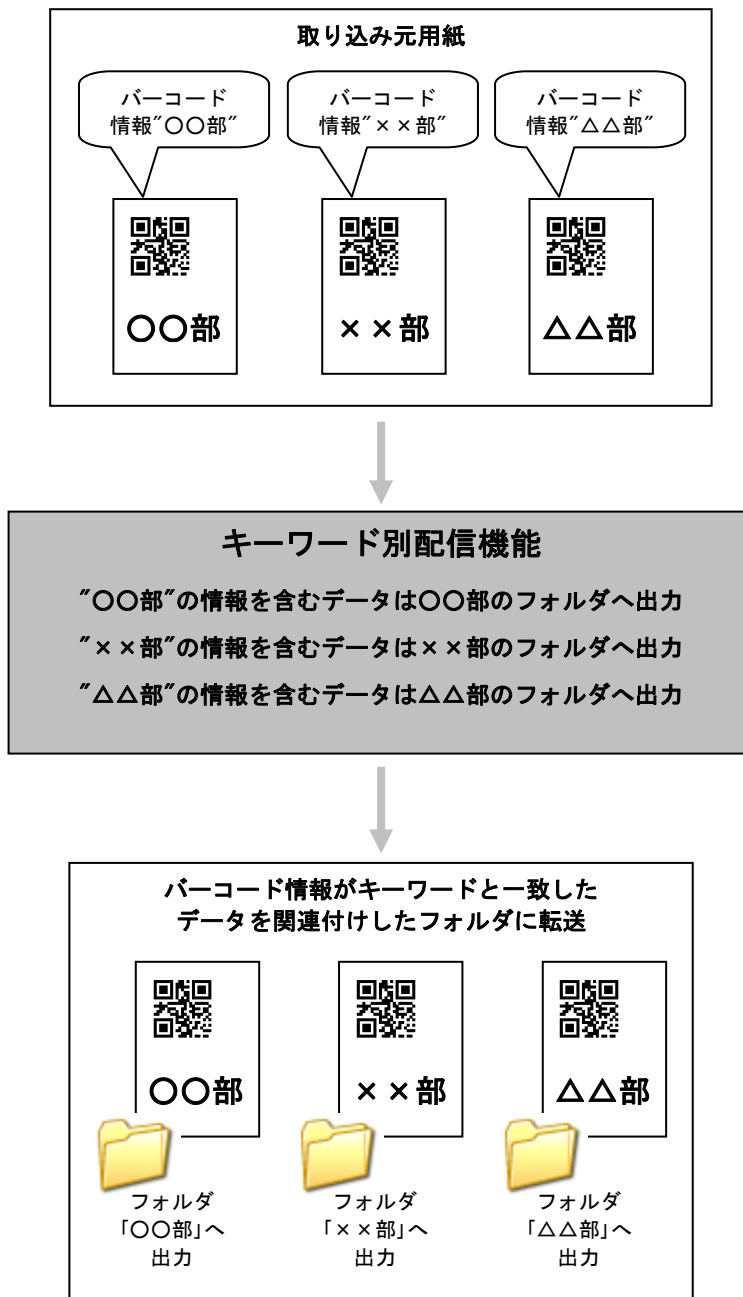 取り込み元用紙
バーコード
情報"〇〇部"
バーコード
情報"××部"
バーコード
情報"△△部"
〇〇部
××部
△△部
キーワード別配信機能
"〇〇部"の情報を含むデータは〇〇部のフォルダへ出力
"××部"の情報を含むデータは××部のフォルダへ出力
"△△部"の情報を含むデータは△△部のフォルダへ出力
バーコード情報がキーワードと一致した
データを関連付けしたフォルダに転送
〇〇部
××部
△△部
フォルダ
「〇〇部」へ
出力
フォルダ
「××部」へ
出力
フォルダ
「△△部」へ
出力